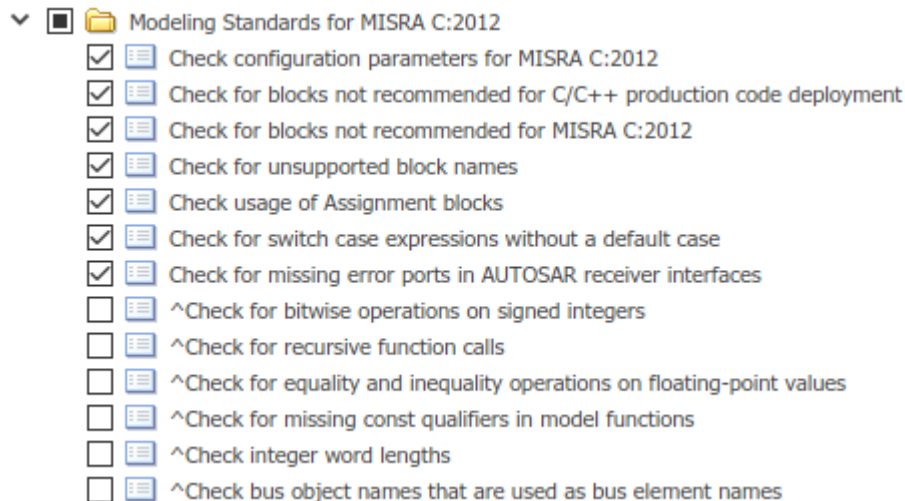 Modeling Standards for MISRA C:2012
Check configuration parameters for MISRA C:2012
Check for blocks not recommended for C/C++ production code deployment
Check for blocks not recommended for MISRA C:2012
Check for unsupported block names
Check usage of Assignment blocks
Check for switch case expressions without a default case
Check for missing error ports in AUTOSAR receiver interfaces
^Check for bitwise operations on signed integers
^Check for recursive function calls
^Check for equality and inequality operations on floating-point values
^Check for missing const qualifiers in model functions
^Check integer word lengths
^Check bus object names that are used as bus element names